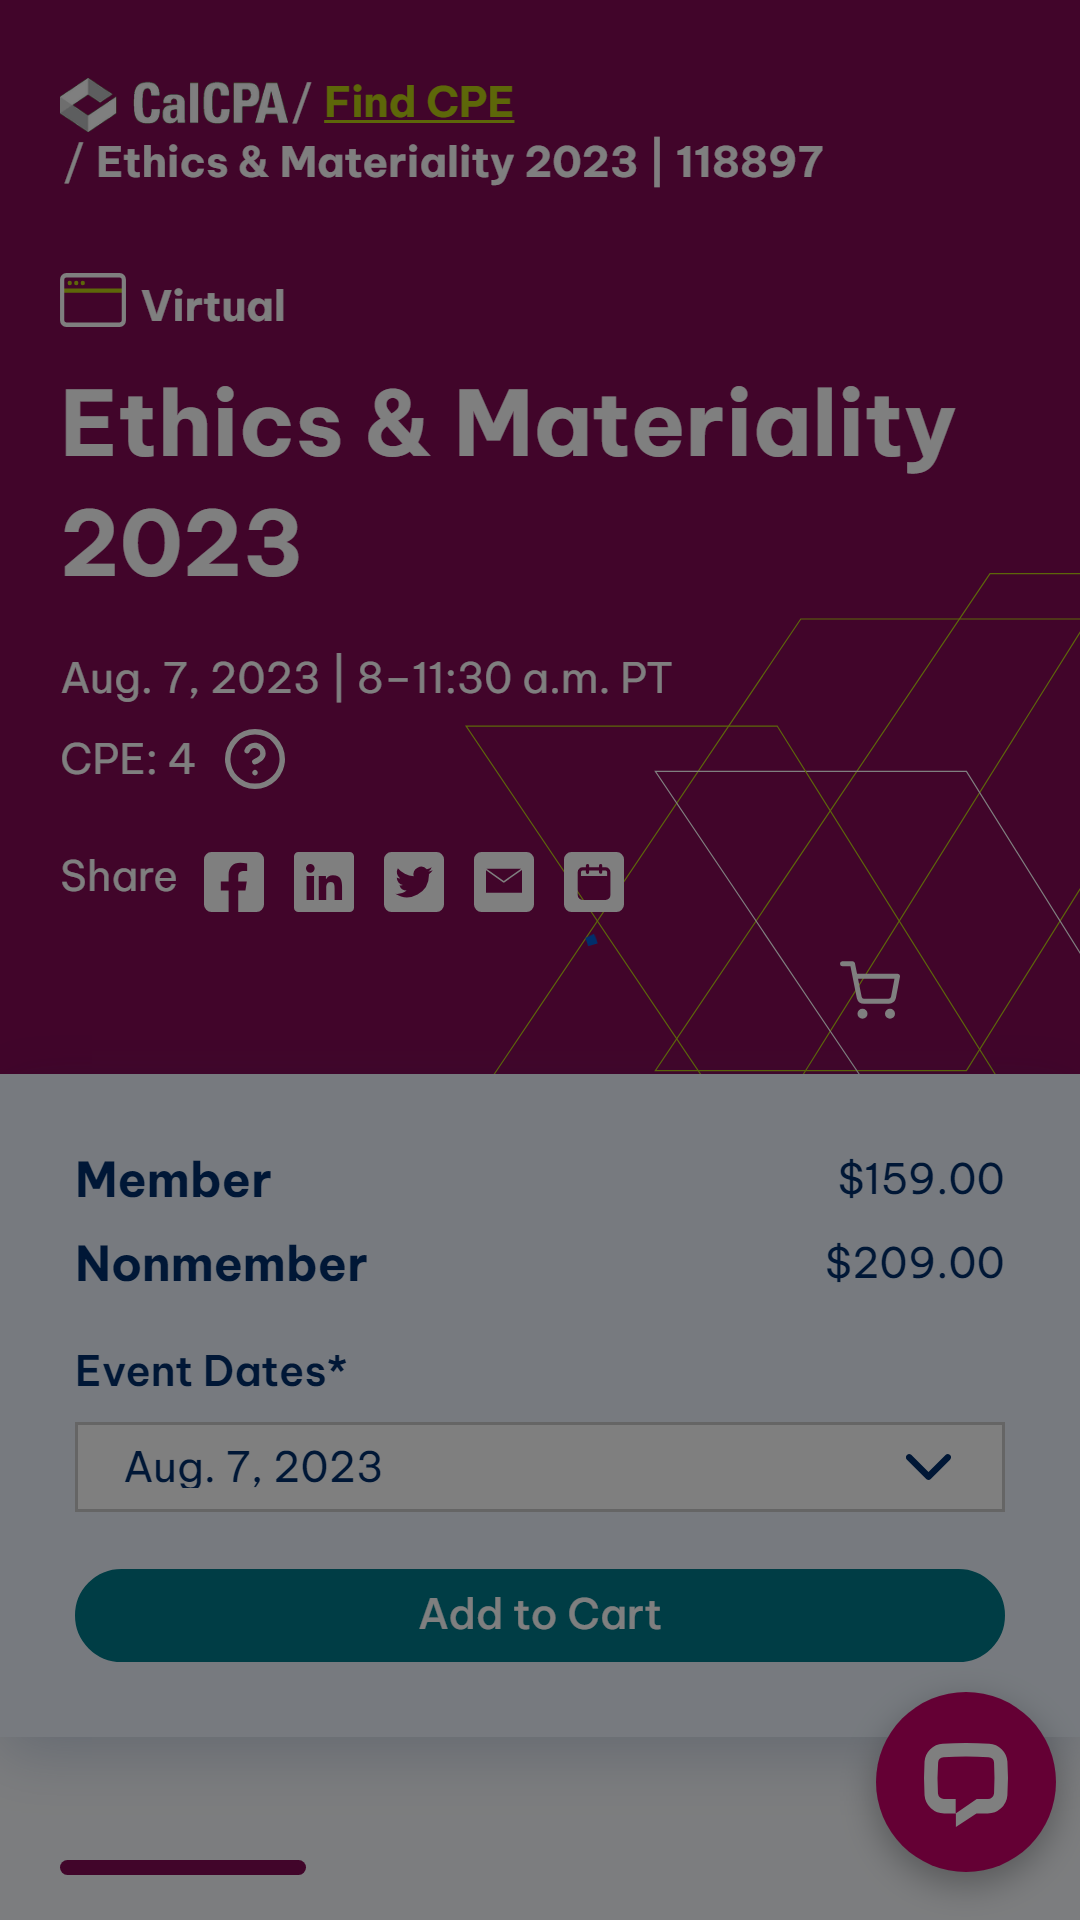 CalCPA / Find CPE
/ Ethics & Materiality 2023 | 118897
Virtual
Ethics & Materiality
2023
Aug. 7, 2023 | 8–11:30 a.m. PT
CPE: 4 ?
Share
Member $159.00
Nonmember $209.00
Event Dates*
Aug. 7, 2023
Add to Cart